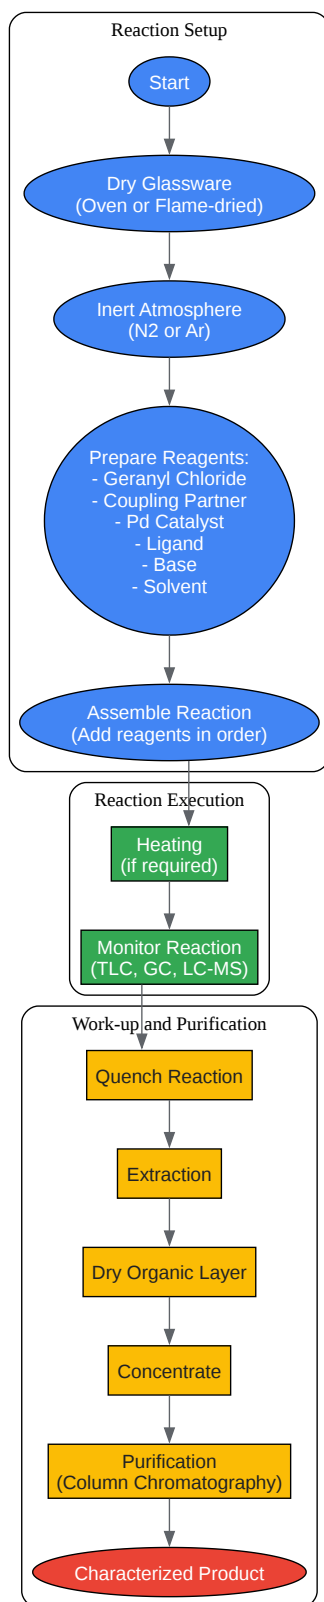 Reaction Setup
Start
Dry Glassware
(Oven or Flame-dried)
Inert Atmosphere
(N2 or Ar)
Prepare Reagents:
- Geranyl Chloride
- Coupling Partner
- Pd Catalyst
- Ligand
- Base
- Solvent
Assemble Reaction
(Add reagents in order)
Reaction Execution
Heating
(if required)
Monitor Reaction
(TLC, GC, LC-MS)
Work-up and Purification
Quench Reaction
Extraction
Dry Organic Layer
Concentrate
Purification
(Column Chromatography)
Characterized Product